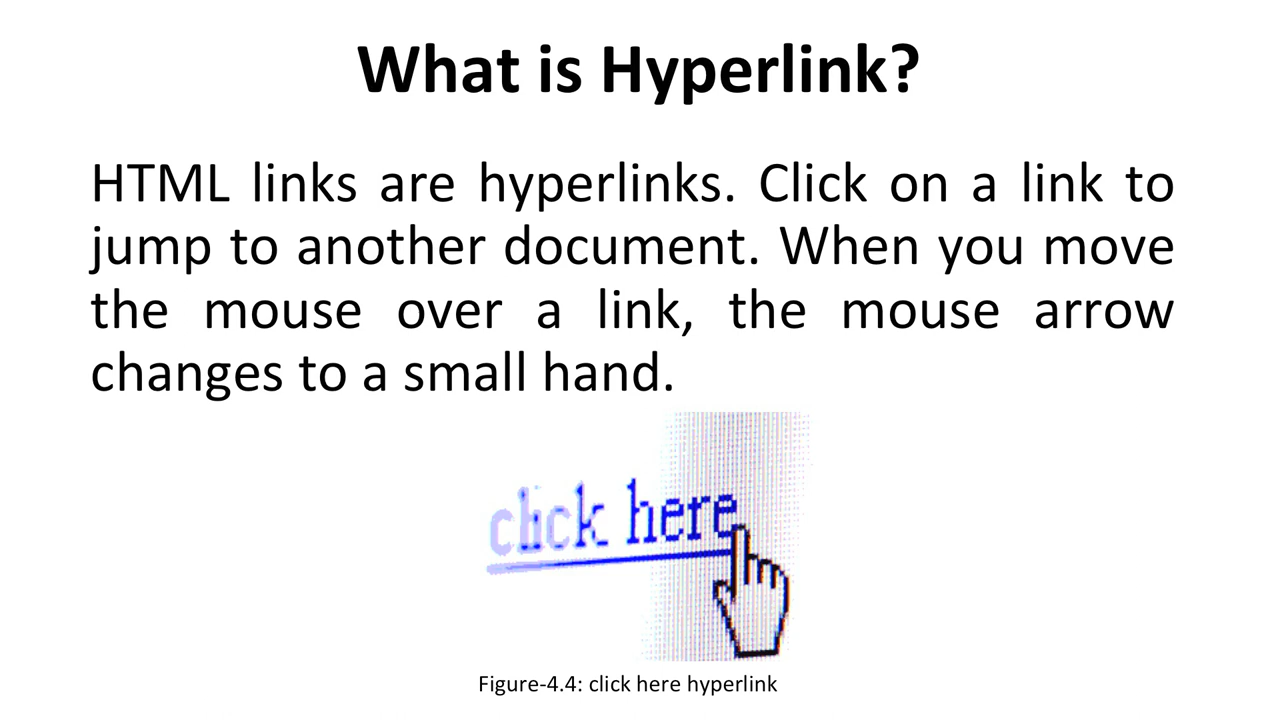 What is Hyperlink?
HTML links are hyperlinks. Click on a link to
jump to another document. When you move
the mouse over a link, the mouse arrow
changes to a small hand.
click here
Figure-4.4: click here hyperlink